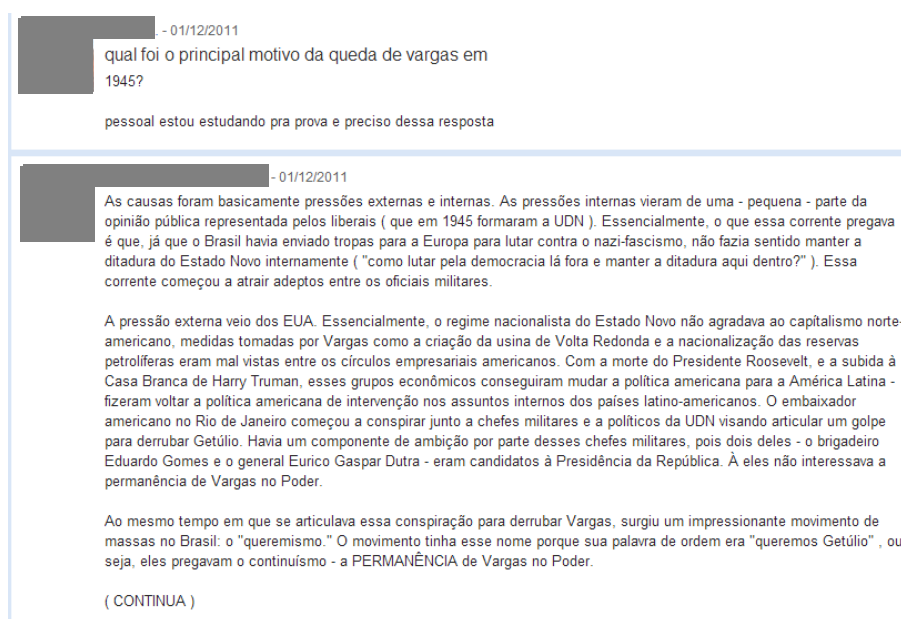 . - 01/12/2011
qual foi o principal motivo da queda de vargas em
1945?
pessoal estou estudando pra prova e preciso dessa resposta
- 01/12/2011
As causas foram basicamente pressões externas e internas. As pressões internas vieram de uma - pequena - parte da
opinião pública representada pelos liberais ( que em 1945 formaram a UDN ). Essencialmente, o que essa corrente pregava
é que, já que o Brasil havia enviado tropas para a Europa para lutar contra o nazi-fascismo, não fazia sentido manter a
ditadura do Estado Novo internamente ( "como lutar pela democracia lá fora e manter a ditadura aqui dentro?" ). Essa
corrente começou a atrair adeptos entre os oficiais militares.
A pressão externa veio dos EUA. Essencialmente, o regime nacionalista do Estado Novo não agradava ao capítalismo norte-
americano, medidas tomadas por Vargas como a criação da usina de Volta Redonda e a nacionalização das reservas
petrolíferas eram mal vistas entre os círculos empresariais americanos. Com a morte do Presidente Roosevelt, e a subida à
Casa Branca de Harry Truman, esses grupos econômicos conseguiram mudar a política americana para a América Latina -
fizeram voltar a política americana de intervenção nos assuntos internos dos países latino-americanos. O embaixador
americano no Rio de Janeiro começou a conspirar junto a chefes militares e a políticos da UDN visando articular um golpe
para derrubar Getúlio. Havia um componente de ambição por parte desses chefes militares, pois dois deles - o brigadeiro
Eduardo Gomes e o general Eurico Gaspar Dutra - eram candidatos à Presidência da República. À eles não interessava a
permanência de Vargas no Poder.
Ao mesmo tempo em que se articulava essa conspiração para derrubar Vargas, surgiu um impressionante movimento de
massas no Brasil: o "queremismo." O movimento tinha esse nome porque sua palavra de ordem era "queremos Getúlio" , ou
seja, eles pregavam o continuísmo - a PERMANÊNCIA de Vargas no Poder.
( CONTINUA )